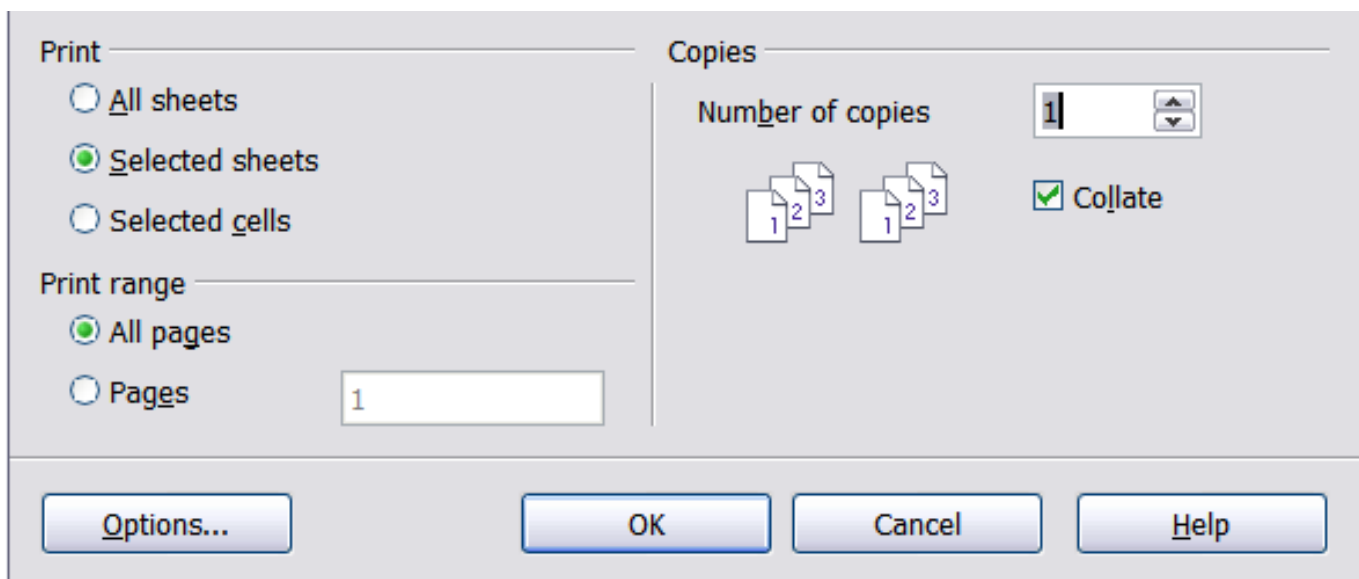 Print
All sheets
Selected sheets
Selected cells
Print range
All pages
Pages 1
Copies
Number of copies 1
1 2 3 1 2 3
Collate
Options... OK Cancel Help